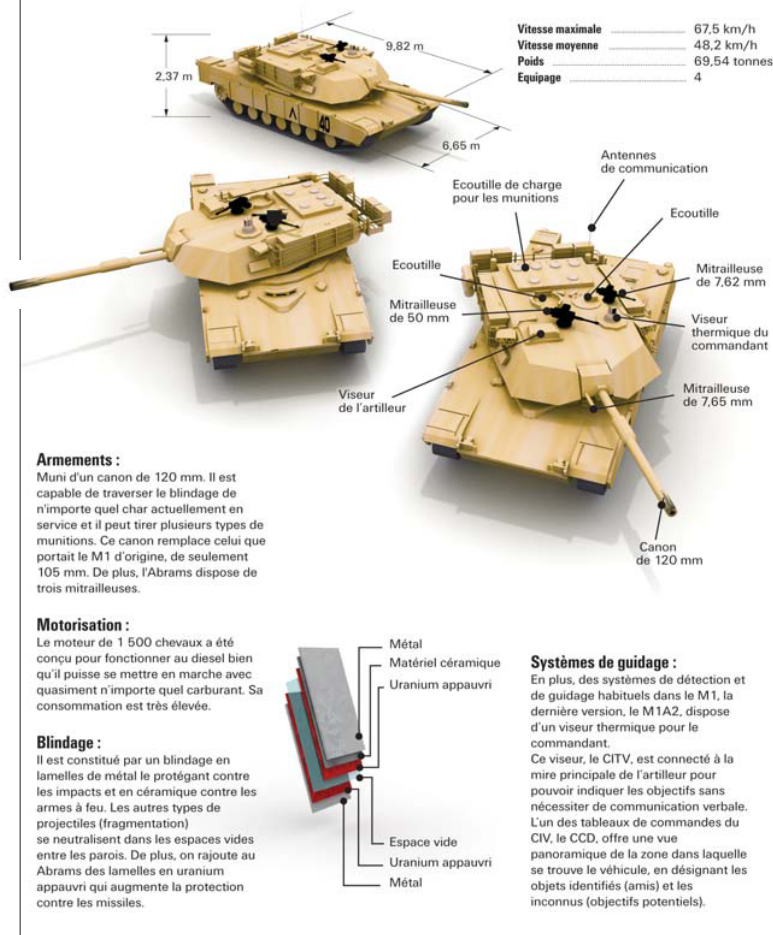 Vitesse maximale ........ 67,5 km/h
Vitesse moyenne ........ 48,2 km/h
Poids ........ 69,54 tonnes
Equipage ........ 4
9,82 m
2,37 m
6,65 m
40
Antennes
de communication
Ecoutille de charge
pour les munitions
Ecoutille
Ecoutille
Mitrailleuse
de 7,62 mm
Mitrailleuse
de 50 mm
Viseur
thermique du
commandant
Viseur
de l'artilleur
Mitrailleuse
de 7,65 mm
Canon
de 120 mm
Armements :
Muni d'un canon de 120 mm. Il est
capable de traverser le blindage de
n'importe quel char actuellement en
service et il peut tirer plusieurs types de
munitions. Ce canon remplace celui que
portait le M1 d'origine, de seulement
105 mm. De plus, l'Abrams dispose de
trois mitrailleuses.
Motorisation :
Le moteur de 1 500 chevaux a été
conçu pour fonctionner au diesel bien
qu'il puisse se mettre en marche avec
quasiment n'importe quel carburant. Sa
consommation est très élevée.
Blindage :
Il est constitué par un blindage en
lamelles de métal le protégant contre
les impacts et en céramique contre les
armes à feu. Les autres types de
projectiles (fragmentation)
se neutralisent dans les espaces vides
entre les parois. De plus, on rajoute au
Abrams des lamelles en uranium
appauvri qui augmente la protection
contre les missiles.
Métal
Matériel céramique
Uranium appauvri
Espace vide
Uranium appauvri
Métal
Systèmes de guidage :
En plus, des systèmes de détection et
de guidage habituels dans le M1, la
dernière version, le M1A2, dispose
d'un viseur thermique pour le
commandant.
Ce viseur, le CITV, est connecté à la
mire principale de l'artilleur pour
pouvoir indiquer les objectifs sans
nécessiter de communication verbale.
L'un des tableaux de commandes du
CIV, le CCD, offre une vue
panoramique de la zone dans laquelle
se trouve le véhicule, en désignant les
objets identifiés (amis) et les
inconnus (objectifs potentiels).